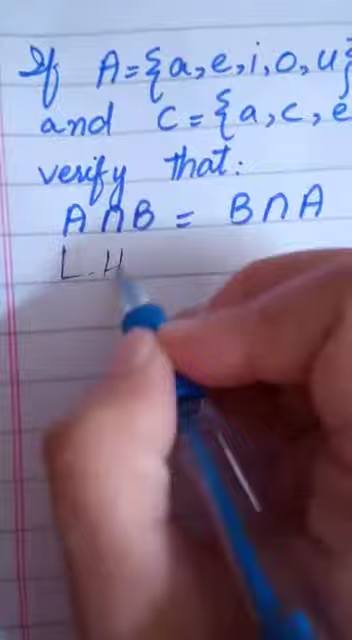 If A={a,e,i,o,u}
and C={a,c,e
verify that:
A∩B = B∩A
L.H